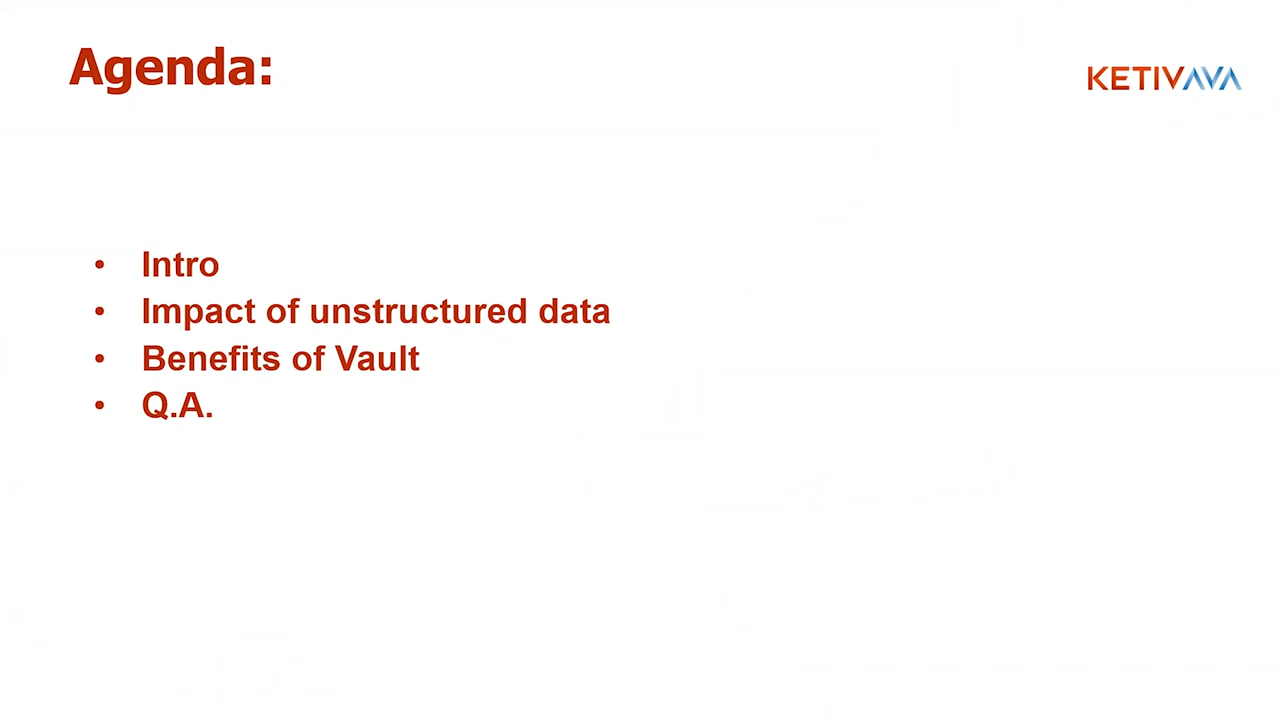 Agenda:
KETIVAVA
• Intro
• Impact of unstructured data
• Benefits of Vault
• Q.A.